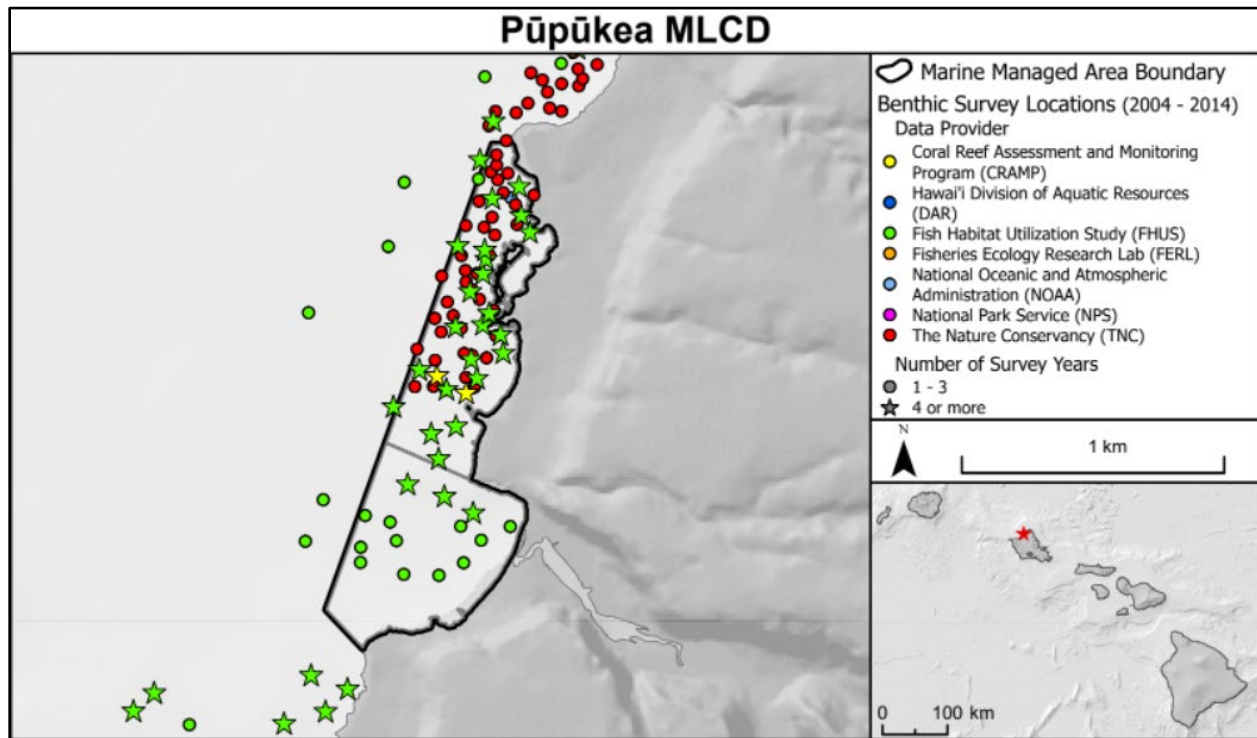 Pūpūkea MLCD
Marine Managed Area Boundary
Benthic Survey Locations (2004 - 2014)
Data Provider
Coral Reef Assessment and Monitoring
Program (CRAMP)
Hawai'i Division of Aquatic Resources
(DAR)
Fish Habitat Utilization Study (FHUS)
Fisheries Ecology Research Lab (FERL)
National Oceanic and Atmospheric
Administration (NOAA)
National Park Service (NPS)
The Nature Conservancy (TNC)
Number of Survey Years
1 - 3
4 or more
N
1 km
0 100 km